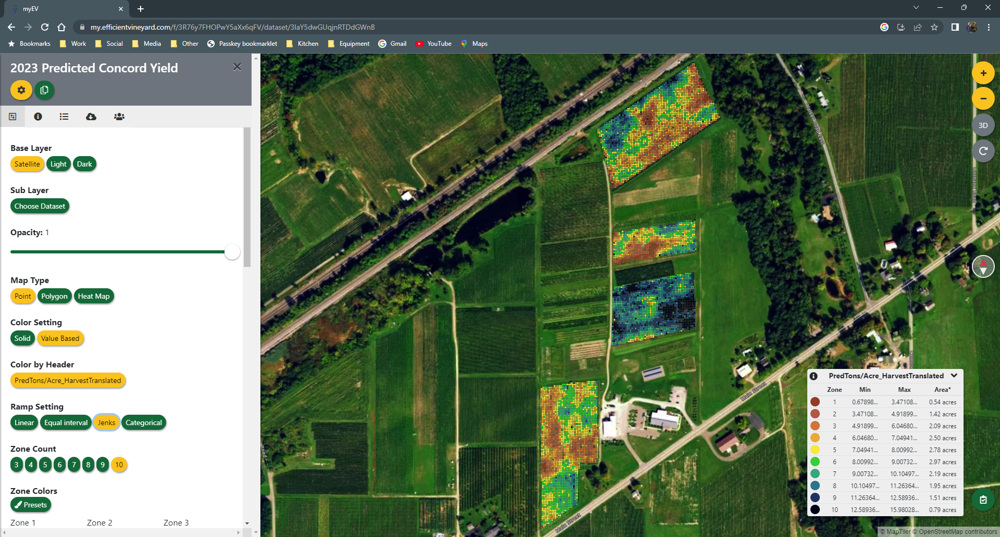 myEV
my.efficientvineyard.com/f/3R76y7FHOPwY5aXx6qFV/dataset/3IaY5dwGUqjnRTDdGWnB
Bookmarks Work Social Media Other Passkey bookmarklet Kitchen Equipment Gmail YouTube Maps
2023 Predicted Concord Yield
Base Layer
Satellite Light Dark
Sub Layer
Choose Dataset
Opacity: 1
Map Type
Point Polygon Heat Map
Color Setting
Solid Value Based
Color by Header
PredTons/Acre_HarvestTranslated
Ramp Setting
Linear Equal interval Jenks Categorical
Zone Count
3 4 5 6 7 8 9 10
Zone Colors
Presets
Zone 1 Zone 2 Zone 3
3D
Walker Road East
Main Street
Main Street
Road
PredTons/Acre_HarvestTranslated
Zone Min Max Area*
1 0.67898... 3.47108... 0.54 acres
2 3.47108... 4.91899... 1.42 acres
3 4.91899... 6.04680... 2.09 acres
4 6.04680... 7.04941... 2.50 acres
5 7.04941... 8.00992... 2.78 acres
6 8.00992... 9.00732... 2.97 acres
7 9.00732... 10.10497... 2.19 acres
8 10.10497... 11.26364... 1.95 acres
9 11.26364... 12.58936... 1.51 acres
10 12.58936... 15.98028... 0.79 acres
© MapTiler © OpenStreetMap contributors